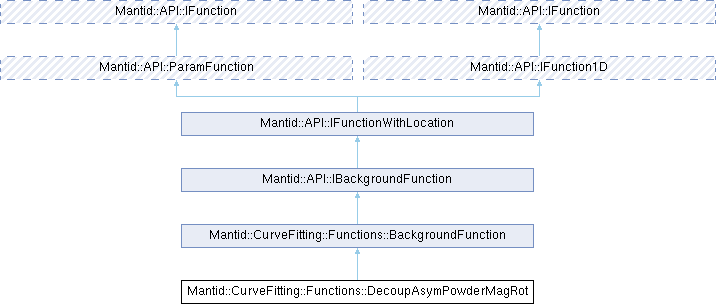 Mantid::API::IFunction
Mantid::API::IFunction
Mantid::API::ParamFunction
Mantid::API::IFunction1D
Mantid::API::IFunctionWithLocation
Mantid::API::IBackgroundFunction
Mantid::CurveFitting::Functions::BackgroundFunction
Mantid::CurveFitting::Functions::DecoupAsymPowderMagRot